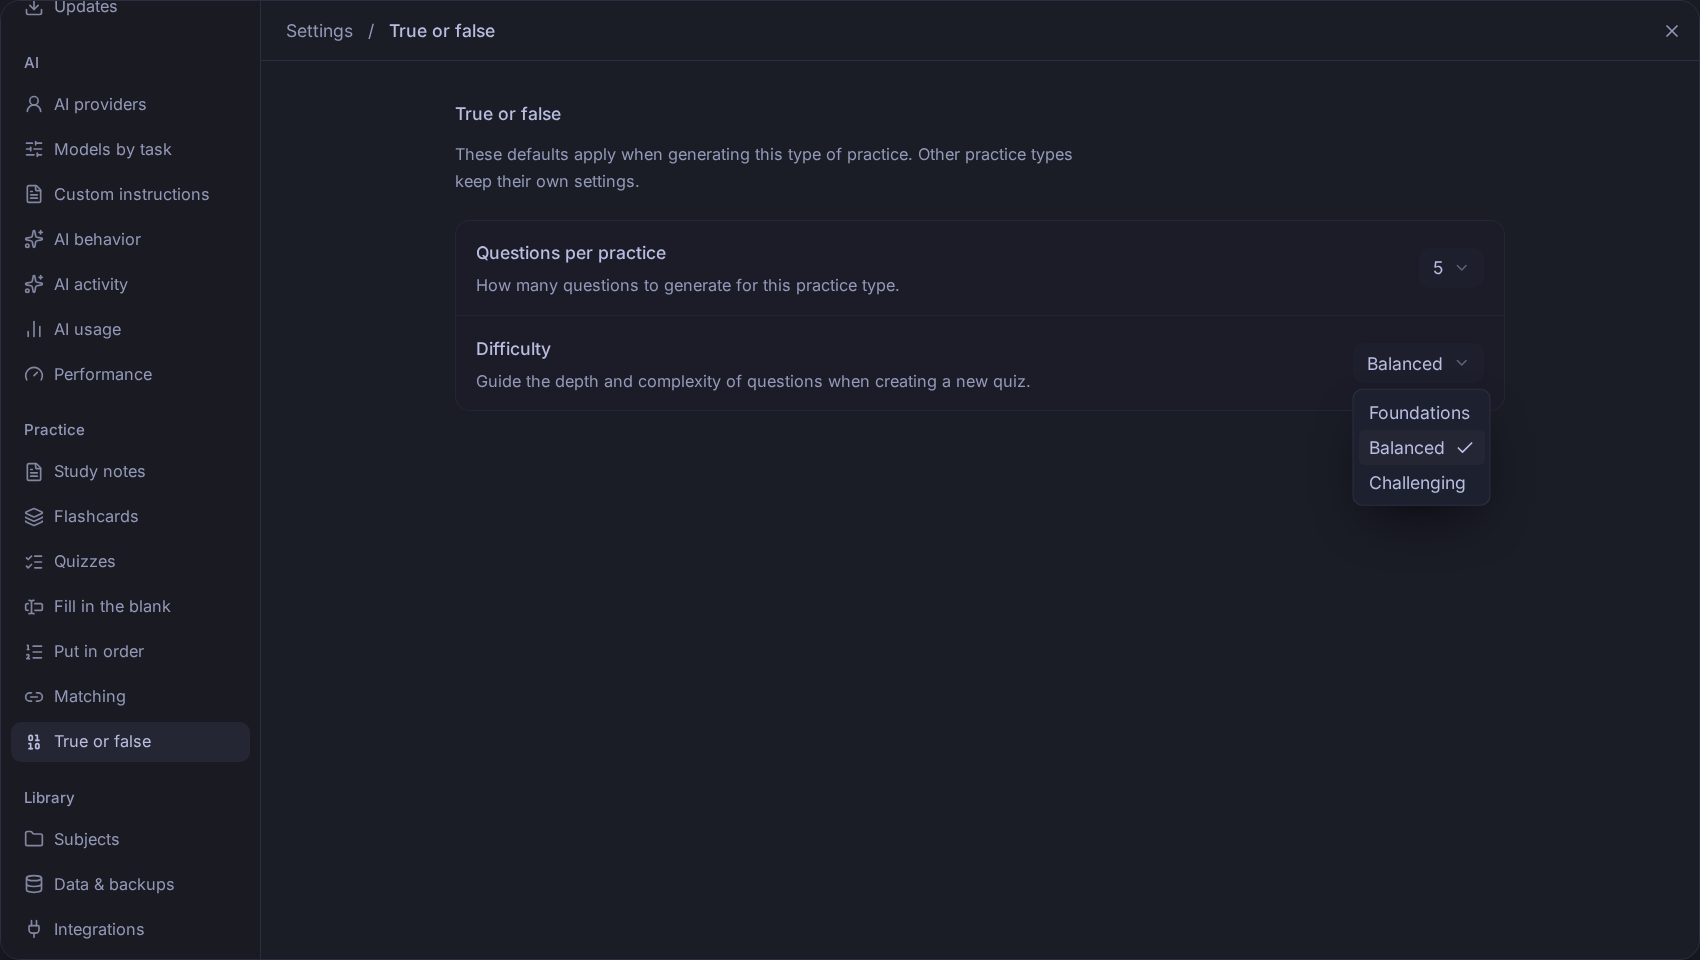 Updates
AI
AI providers
Models by task
Custom instructions
AI behavior
AI activity
AI usage
Performance
Practice
Study notes
Flashcards
Quizzes
Fill in the blank
Put in order
Matching
True or false
Library
Subjects
Data & backups
Integrations
Settings / True or false
True or false
These defaults apply when generating this type of practice. Other practice types
keep their own settings.
Questions per practice
How many questions to generate for this practice type.
5
Difficulty
Guide the depth and complexity of questions when creating a new quiz.
Balanced
Foundations
Balanced
Challenging